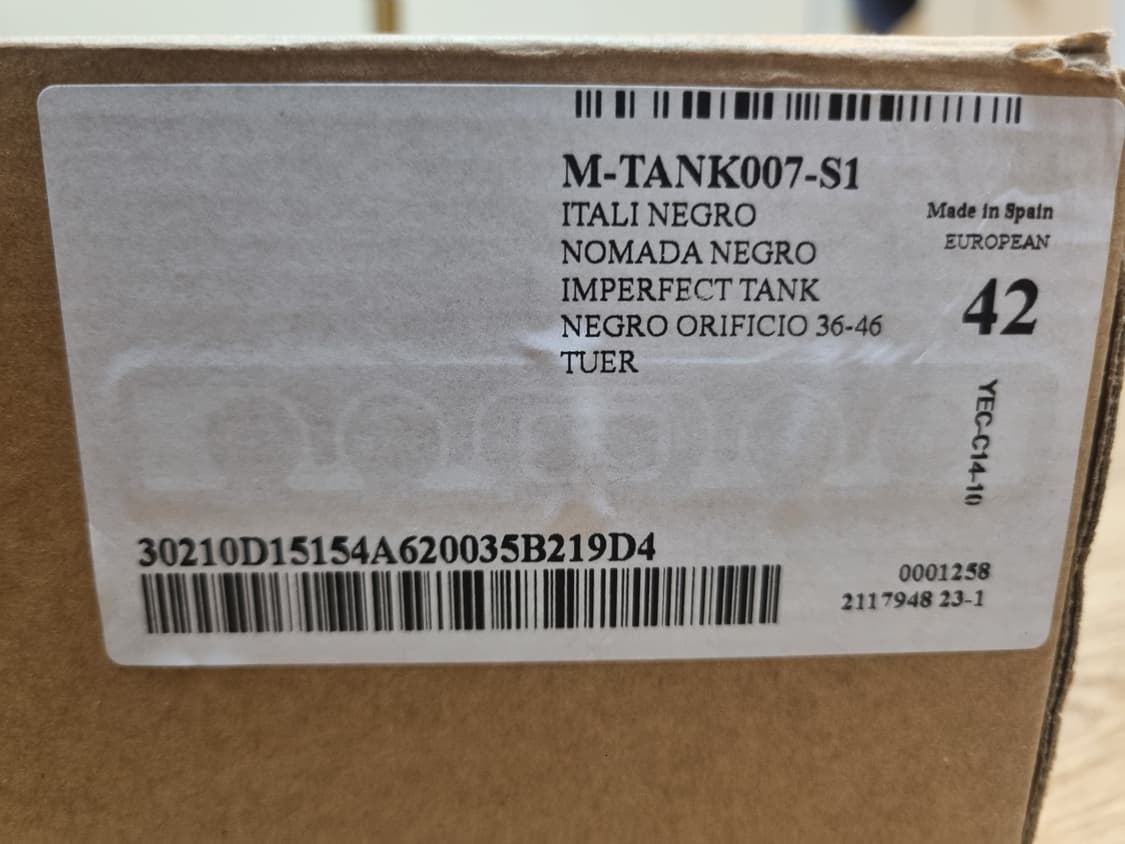 M-TANK007-S1
ITALI NEGRO
NOMADA NEGRO
IMPERFECT TANK
NEGRO ORIFICIO 36-46
TUER
Made in Spain
EUROPEAN
42
YEC-C14-10
30210D15154A620035B219D4
0001258
2117948 23-1